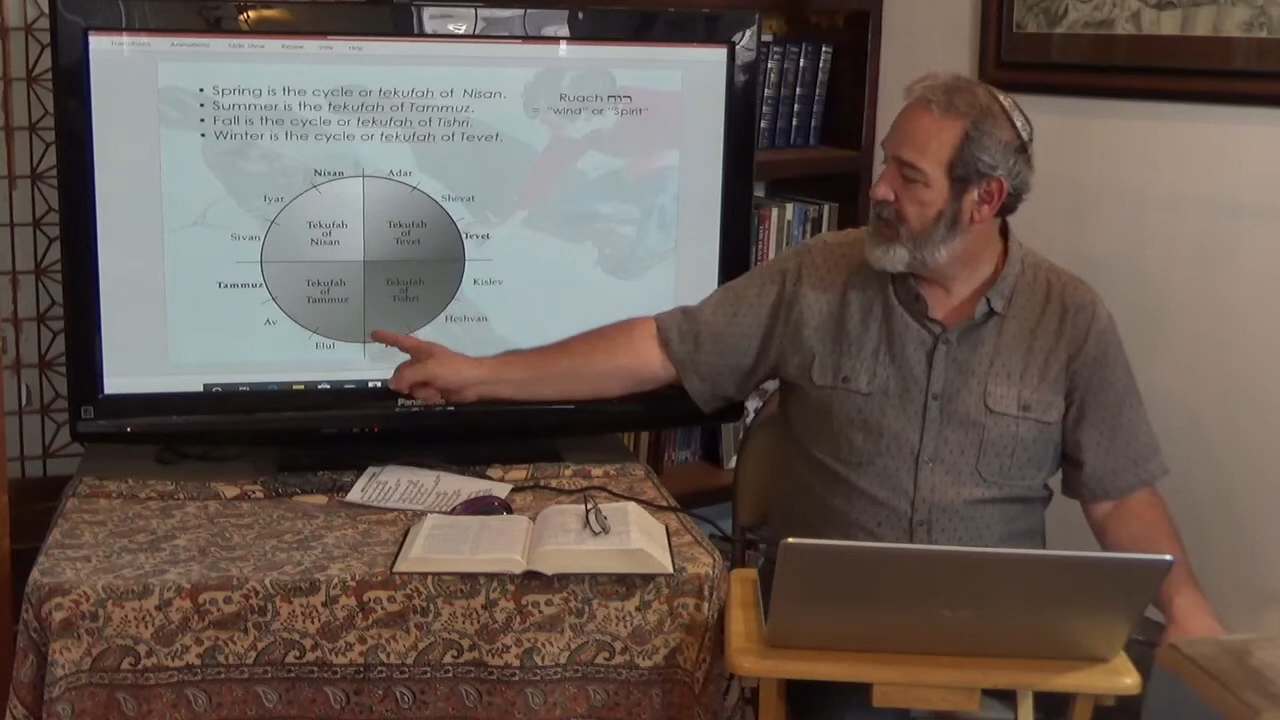 Transitions Animations Slide Show Review View Help
• Spring is the cycle or tekufah of Nisan.
• Summer is the tekufah of Tammuz.
• Fall is the cycle or tekufah of Tishri.
• Winter is the cycle or tekufah of Tevet.
Ruach רוח
= "wind" or "Spirit"
Nisan
Adar
Iyar
Shevat
Tekufah
of
Nisan
Tekufah
of
Tevet
Sivan
Tevet
Tammuz
Kislev
Tekufah
of
Tammuz
Tekufah
of
Tishri
Av
Heshvan
Elul